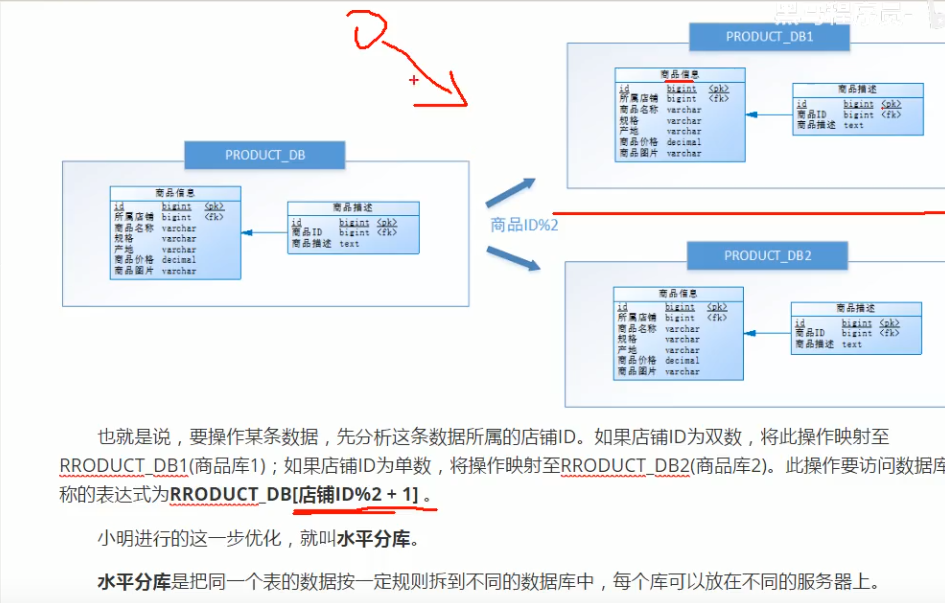 PRODUCT_DB1
商品信息
id bigint <pk>
所属店铺 bigint <fk>
商品名称 varchar
规格 varchar
产地 varchar
商品价格 decimal
商品图片 varchar
商品描述
id bigint <pk>
商品ID bigint <fk>
商品描述 text
PRODUCT_DB
商品信息
id bigint <pk>
所属店铺 bigint <fk>
商品名称 varchar
规格 varchar
产地 varchar
商品价格 decimal
商品图片 varchar
商品描述
id bigint <pk>
商品ID bigint <fk>
商品描述 text
商品ID%2
PRODUCT_DB2
商品信息
id bigint <pk>
所属店铺 bigint <fk>
商品名称 varchar
规格 varchar
产地 varchar
商品价格 decimal
商品图片 varchar
商品描述
id bigint <pk>
商品ID bigint <fk>
商品描述 text
也就是说，要操作某条数据，先分析这条数据所属的店铺ID。如果店铺ID为双数，将此操作映射至
RRODUCT_DB1(商品库1)；如果店铺ID为单数，将操作映射至RRODUCT_DB2(商品库2)。此操作要访问数据库
称的表达式为RRODUCT_DB[店铺ID%2 + 1] 。
小明进行的这一步优化，就叫水平分库。
水平分库是把同一个表的数据按一定规则拆到不同的数据库中，每个库可以放在不同的服务器上。